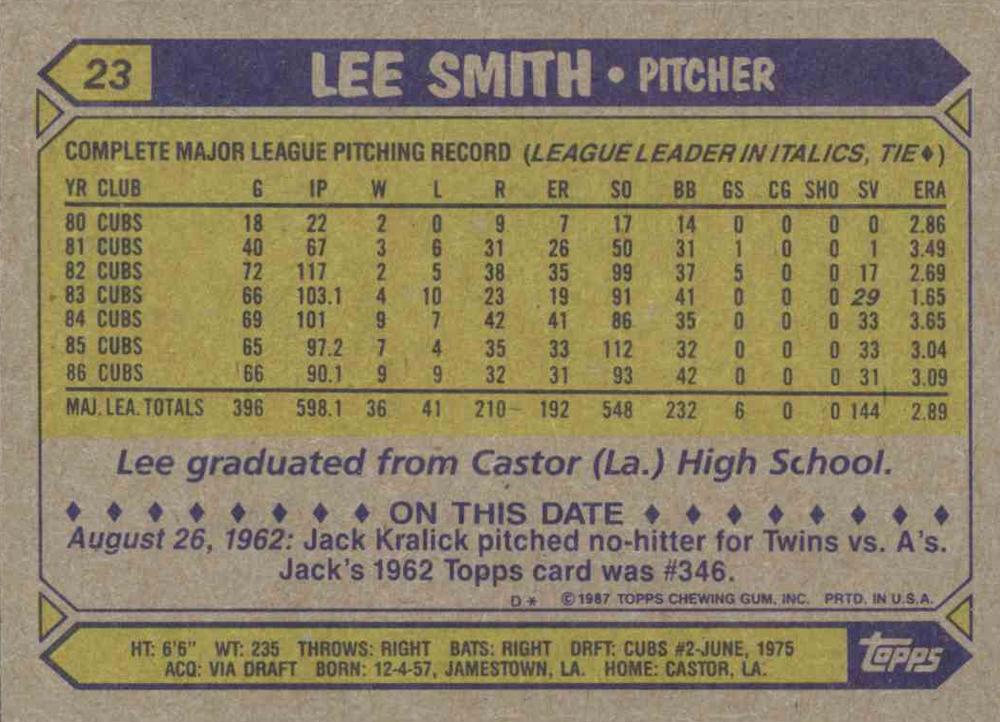 23 LEE SMITH • PITCHER
COMPLETE MAJOR LEAGUE PITCHING RECORD (LEAGUE LEADER IN ITALICS, TIE♦)
YR CLUB G IP W L R ER SO BB GS CG SHO SV ERA
80 CUBS 18 22 2 0 9 7 17 14 0 0 0 0 2.86
81 CUBS 40 67 3 6 31 26 50 31 1 0 0 1 3.49
82 CUBS 72 117 2 5 38 35 99 37 5 0 0 17 2.69
83 CUBS 66 103.1 4 10 23 19 91 41 0 0 0 29 1.65
84 CUBS 69 101 9 7 42 41 86 35 0 0 0 33 3.65
85 CUBS 65 97.2 7 4 35 33 112 32 0 0 0 33 3.04
86 CUBS 66 90.1 9 9 32 31 93 42 0 0 0 31 3.09
MAJ. LEA. TOTALS 396 598.1 36 41 210 192 548 232 6 0 0 144 2.89
Lee graduated from Castor (La.) High School.
♦ ♦ ♦ ♦ ♦ ♦ ♦ ♦ ON THIS DATE ♦ ♦ ♦ ♦ ♦ ♦ ♦ ♦
August 26, 1962: Jack Kralick pitched no-hitter for Twins vs. A's.
Jack's 1962 Topps card was #346.
D* ©1987 TOPPS CHEWING GUM, INC. PRTD. IN U.S.A.
HT: 6'6" WT: 235 THROWS: RIGHT BATS: RIGHT DRFT: CUBS #2-JUNE, 1975
ACQ: VIA DRAFT BORN: 12-4-57, JAMESTOWN, LA. HOME: CASTOR, LA.
Topps